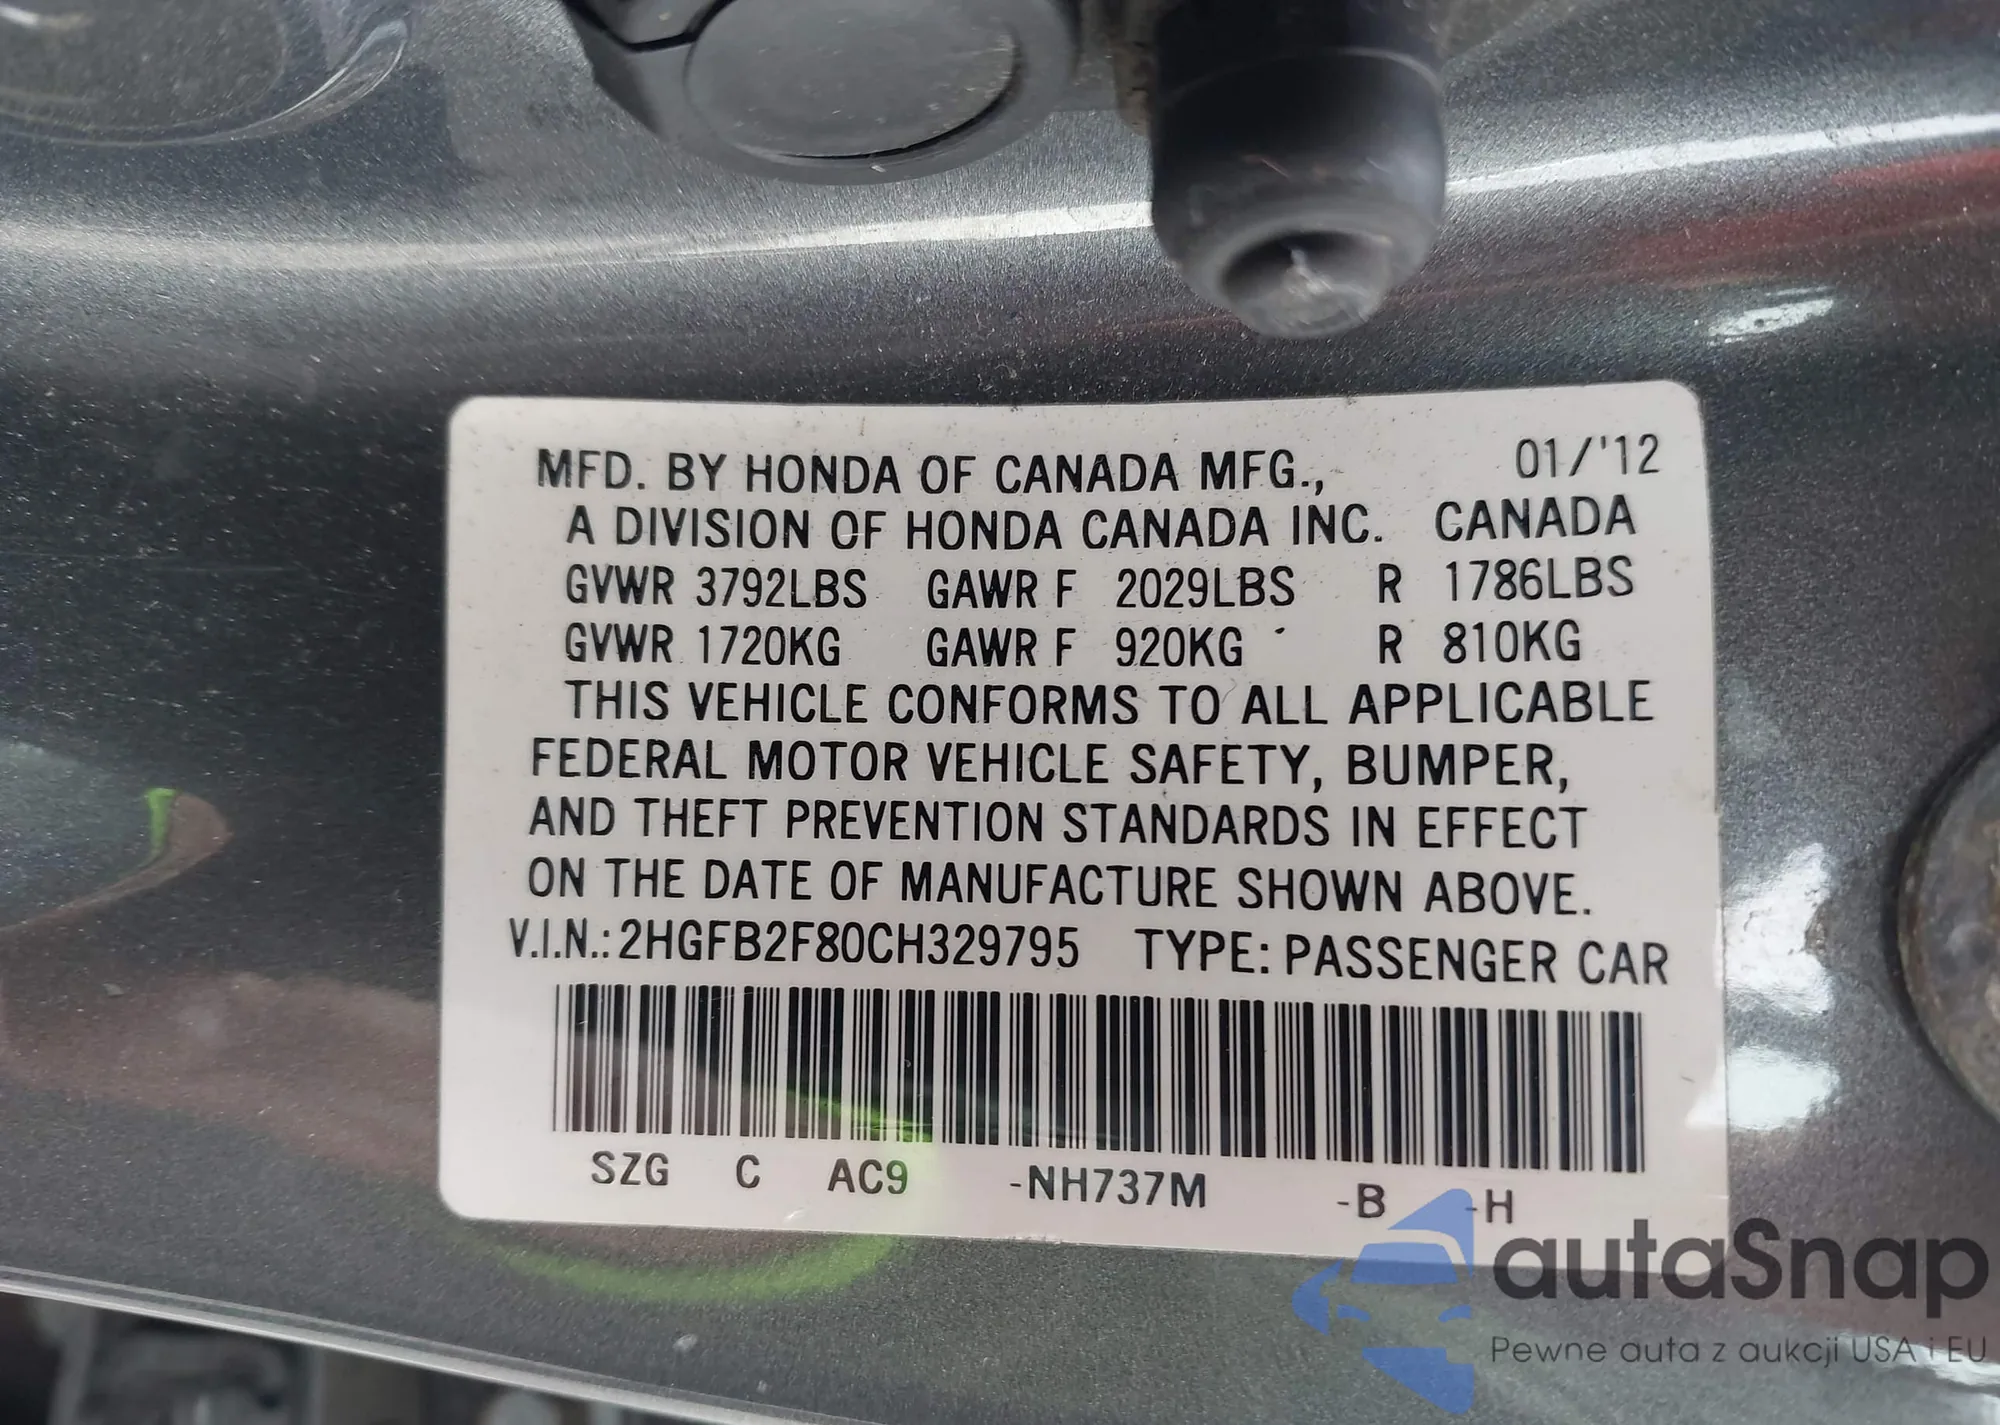 MFD. BY HONDA OF CANADA MFG., 01/'12
A DIVISION OF HONDA CANADA INC. CANADA
GVWR 3792LBS GAWR F 2029LBS R 1786LBS
GVWR 1720KG GAWR F 920KG R 810KG
THIS VEHICLE CONFORMS TO ALL APPLICABLE
FEDERAL MOTOR VEHICLE SAFETY, BUMPER,
AND THEFT PREVENTION STANDARDS IN EFFECT
ON THE DATE OF MANUFACTURE SHOWN ABOVE.
V.I.N.: 2HGFB2F80CH329795 TYPE: PASSENGER CAR
SZG C AC9 -NH737M -B -H
autaSnap
Pewne auta z aukcji USA i EU